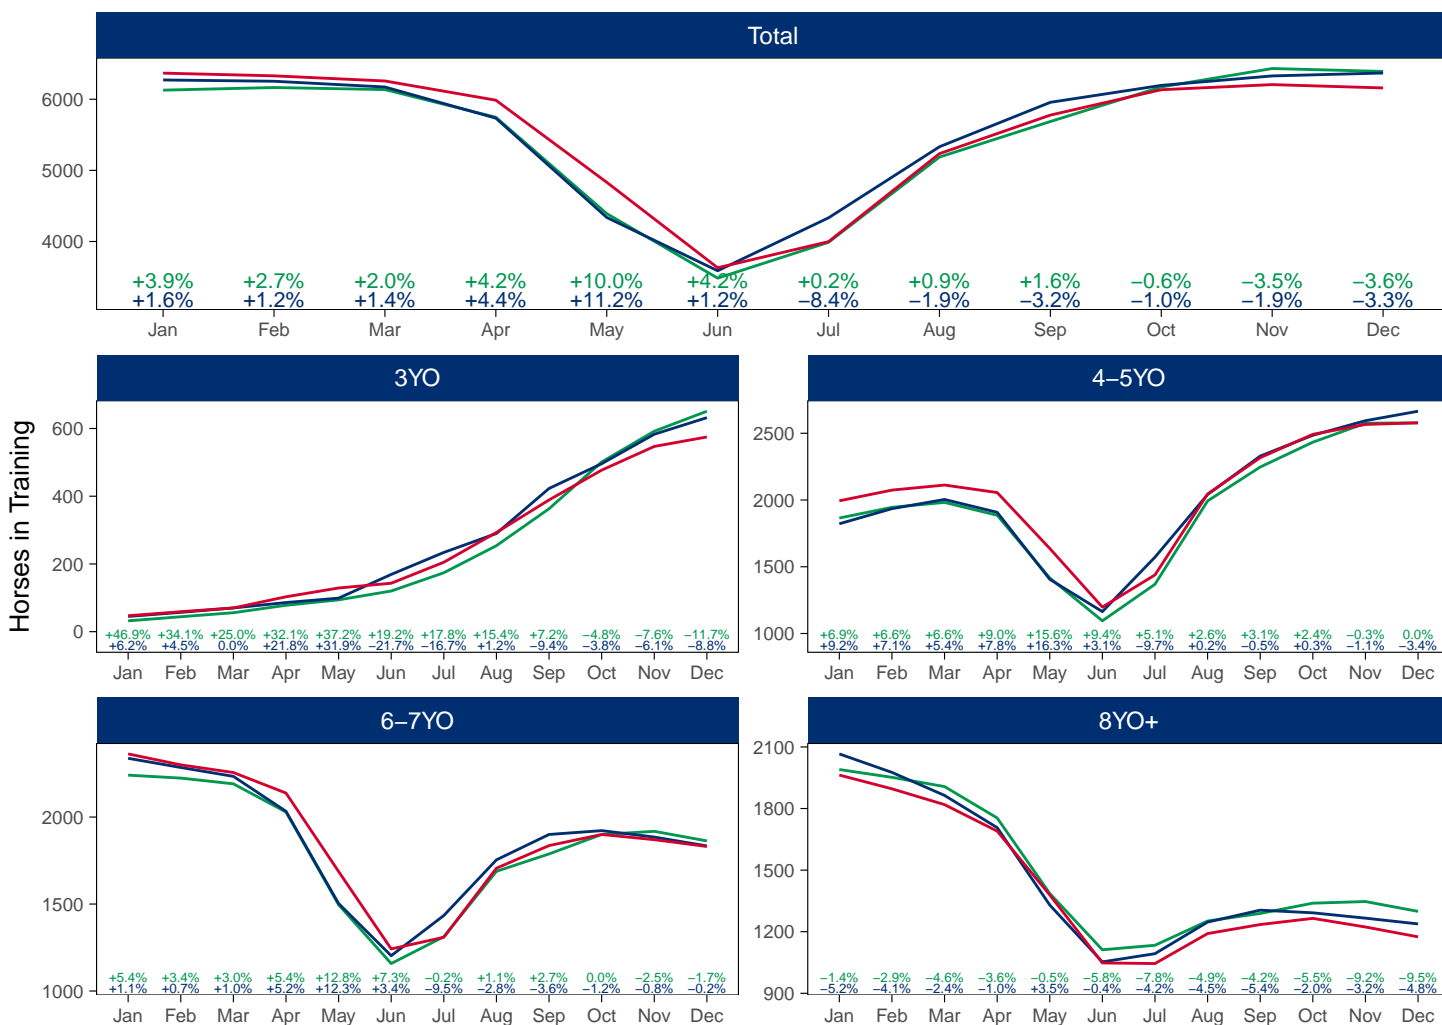 Total
6000
5000
4000
+3.9% +2.7% +2.0% +4.2% +10.0% +4.2% +0.2% +0.9% +1.6% −0.6% −3.5% −3.6%
+1.6% +1.2% +1.4% +4.4% +11.2% +1.2% −8.4% −1.9% −3.2% −1.0% −1.9% −3.3%
Jan Feb Mar Apr May Jun Jul Aug Sep Oct Nov Dec
Horses in Training
3YO
600
400
200
0
+46.9% +34.1% +25.0% +32.1% +37.2% +19.2% +17.8% +15.4% +7.2% −4.8% −7.6% −11.7%
+6.2% +4.5% 0.0% +21.8% +31.9% −21.7% −16.7% +1.2% −9.4% −3.8% −6.1% −8.8%
Jan Feb Mar Apr May Jun Jul Aug Sep Oct Nov Dec
4−5YO
2500
2000
1500
1000
+6.9% +6.6% +6.6% +9.0% +15.6% +9.4% +5.1% +2.6% +3.1% +2.4% −0.3% 0.0%
+9.2% +7.1% +5.4% +7.8% +16.3% +3.1% −9.7% +0.2% −0.5% +0.3% −1.1% −3.4%
Jan Feb Mar Apr May Jun Jul Aug Sep Oct Nov Dec
6−7YO
2000
1500
1000
+5.4% +3.4% +3.0% +5.4% +12.8% +7.3% −0.2% +1.1% +2.7% 0.0% −2.5% −1.7%
+1.1% +0.7% +1.0% +5.2% +12.3% +3.4% −9.5% −2.8% −3.6% −1.2% −0.8% −0.2%
Jan Feb Mar Apr May Jun Jul Aug Sep Oct Nov Dec
8YO+
2100
1800
1500
1200
900
−1.4% −2.9% −4.6% −3.6% −0.5% −5.8% −7.8% −4.9% −4.2% −5.5% −9.2% −9.5%
−5.2% −4.1% −2.4% −1.0% +3.5% −0.4% −4.2% −4.5% −5.4% −2.0% −3.2% −4.8%
Jan Feb Mar Apr May Jun Jul Aug Sep Oct Nov Dec